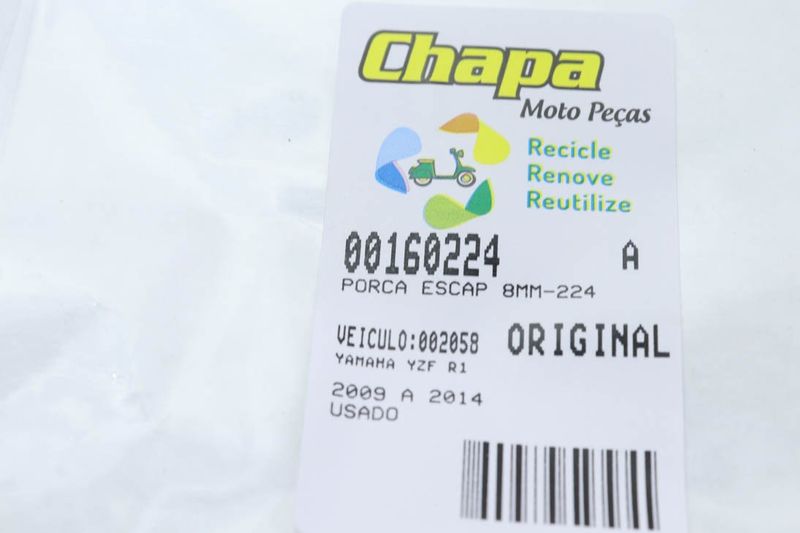 Chapa
Moto Peças
Recicle
Renove
Reutilize
00160224 A
PORCA ESCAP 8MM-224
VEICULO:002058 ORIGINAL
YAMAHA YZF R1
2009 A 2014
USADO